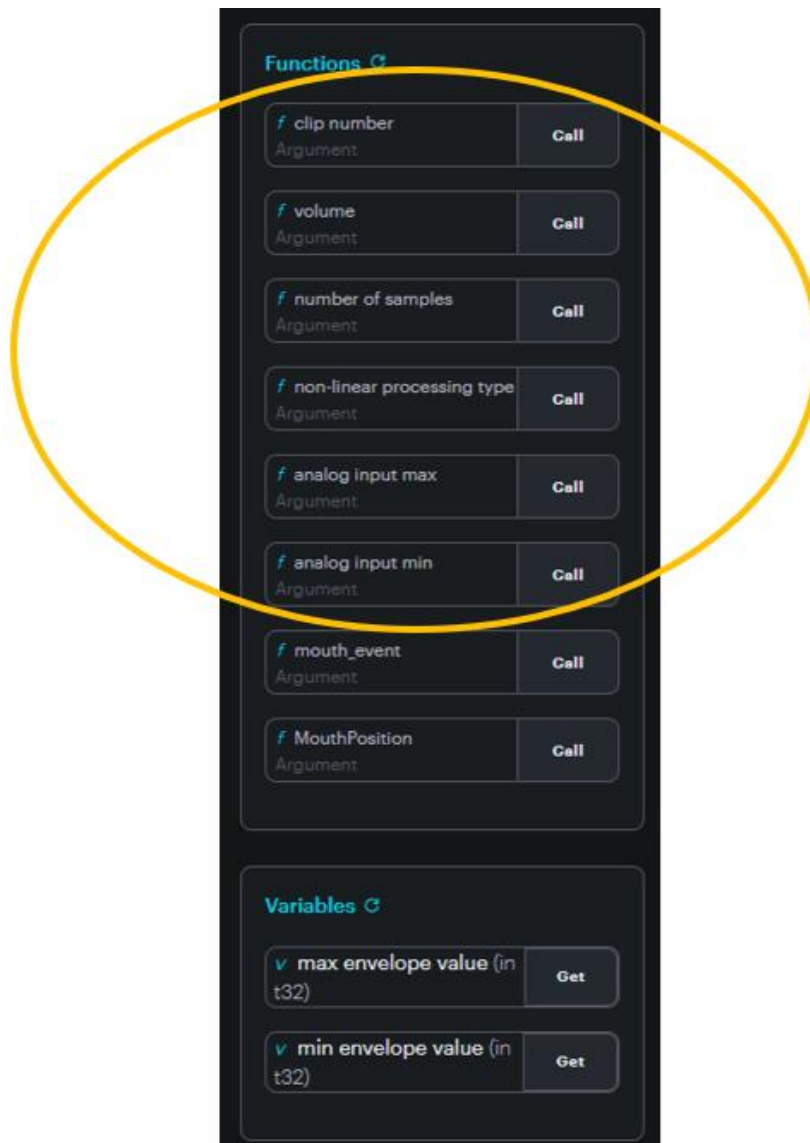 Functions
f clip number
Argument
Call
f volume
Argument
Call
f number of samples
Argument
Call
f non-linear processing type
Argument
Call
f analog input max
Argument
Call
f analog input min
Argument
Call
f mouth_event
Argument
Call
f MouthPosition
Argument
Call
Variables
v max envelope value (in
t32)
Get
v min envelope value (in
t32)
Get